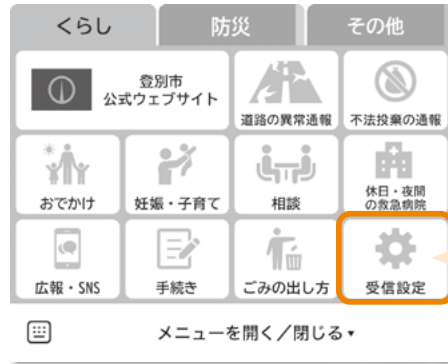 くらし
防災
その他
登別市
公式ウェブサイト
道路の異常通報
不法投棄の通報
おでかけ
妊娠・子育て
相談
休日・夜間
の救急病院
広報・SNS
手続き
ごみの出し方
受信設定
メニューを開く／閉じる▾